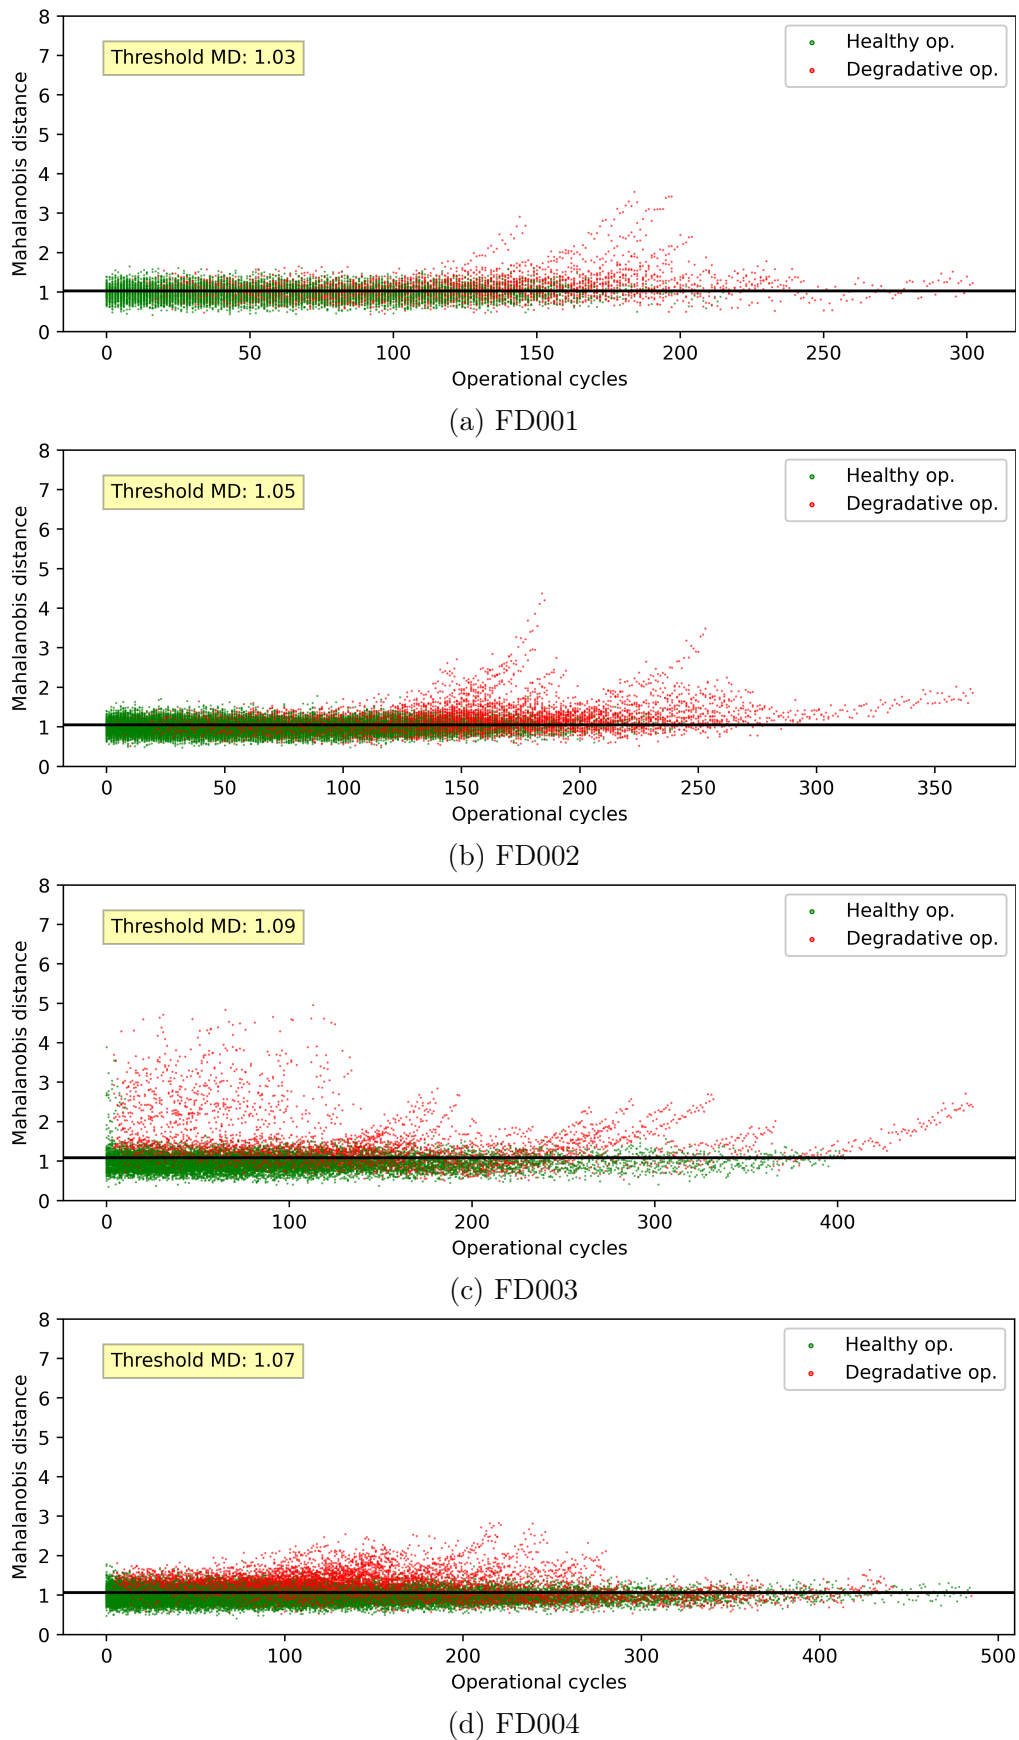 8
7
6
5
4
3
2
1
0
Mahalanobis distance
Threshold MD: 1.03
Healthy op.
Degradative op.
0 50 100 150 200 250 300
Operational cycles
(a) FD001
8
7
6
5
4
3
2
1
0
Mahalanobis distance
Threshold MD: 1.05
Healthy op.
Degradative op.
0 50 100 150 200 250 300 350
Operational cycles
(b) FD002
8
7
6
5
4
3
2
1
0
Mahalanobis distance
Threshold MD: 1.09
Healthy op.
Degradative op.
0 100 200 300 400
Operational cycles
(c) FD003
8
7
6
5
4
3
2
1
0
Mahalanobis distance
Threshold MD: 1.07
Healthy op.
Degradative op.
0 100 200 300 400 500
Operational cycles
(d) FD004